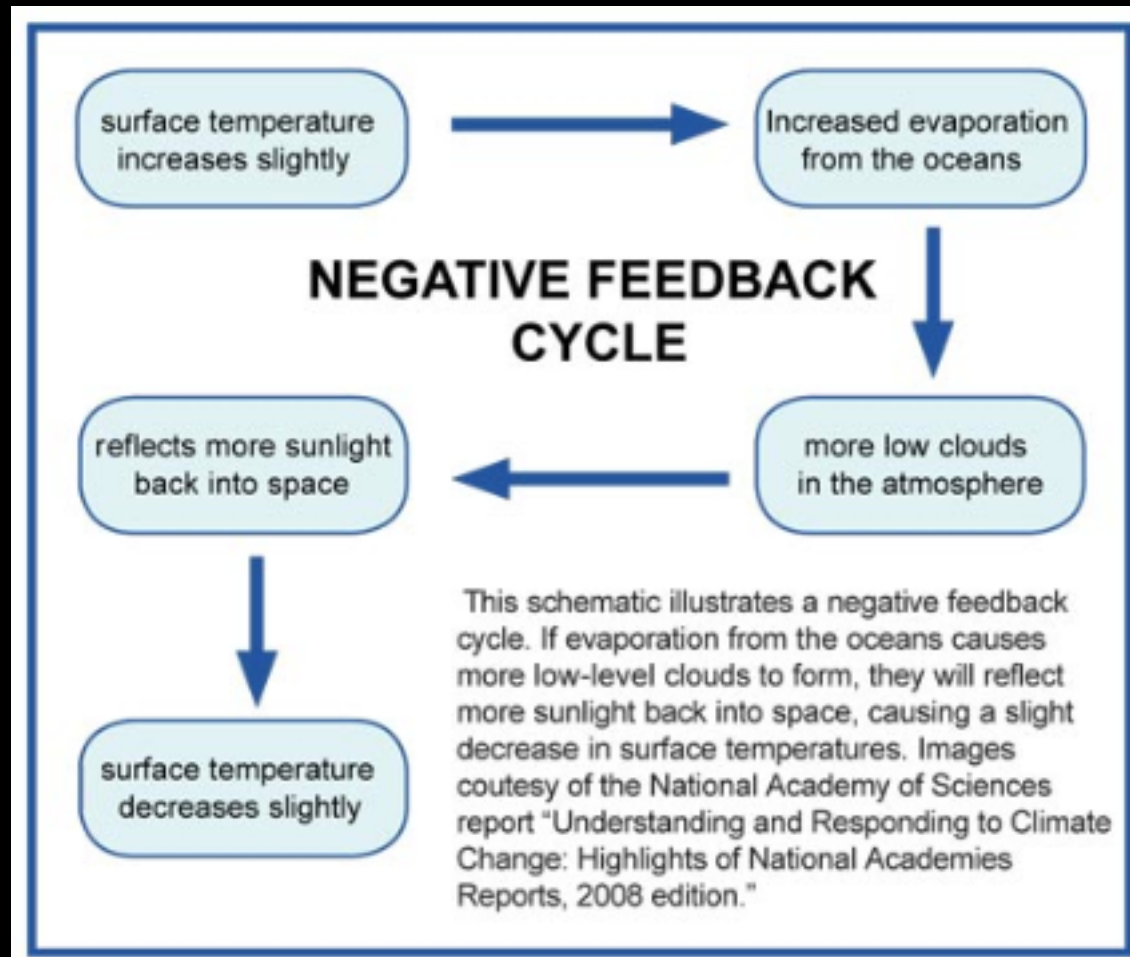 surface temperature
increases slightly
Increased evaporation
from the oceans
NEGATIVE FEEDBACK
CYCLE
reflects more sunlight
back into space
more low clouds
in the atmosphere
surface temperature
decreases slightly
This schematic illustrates a negative feedback
cycle. If evaporation from the oceans causes
more low-level clouds to form, they will reflect
more sunlight back into space, causing a slight
decrease in surface temperatures. Images
coutesy of the National Academy of Sciences
report “Understanding and Responding to Climate
Change: Highlights of National Academies
Reports, 2008 edition.”